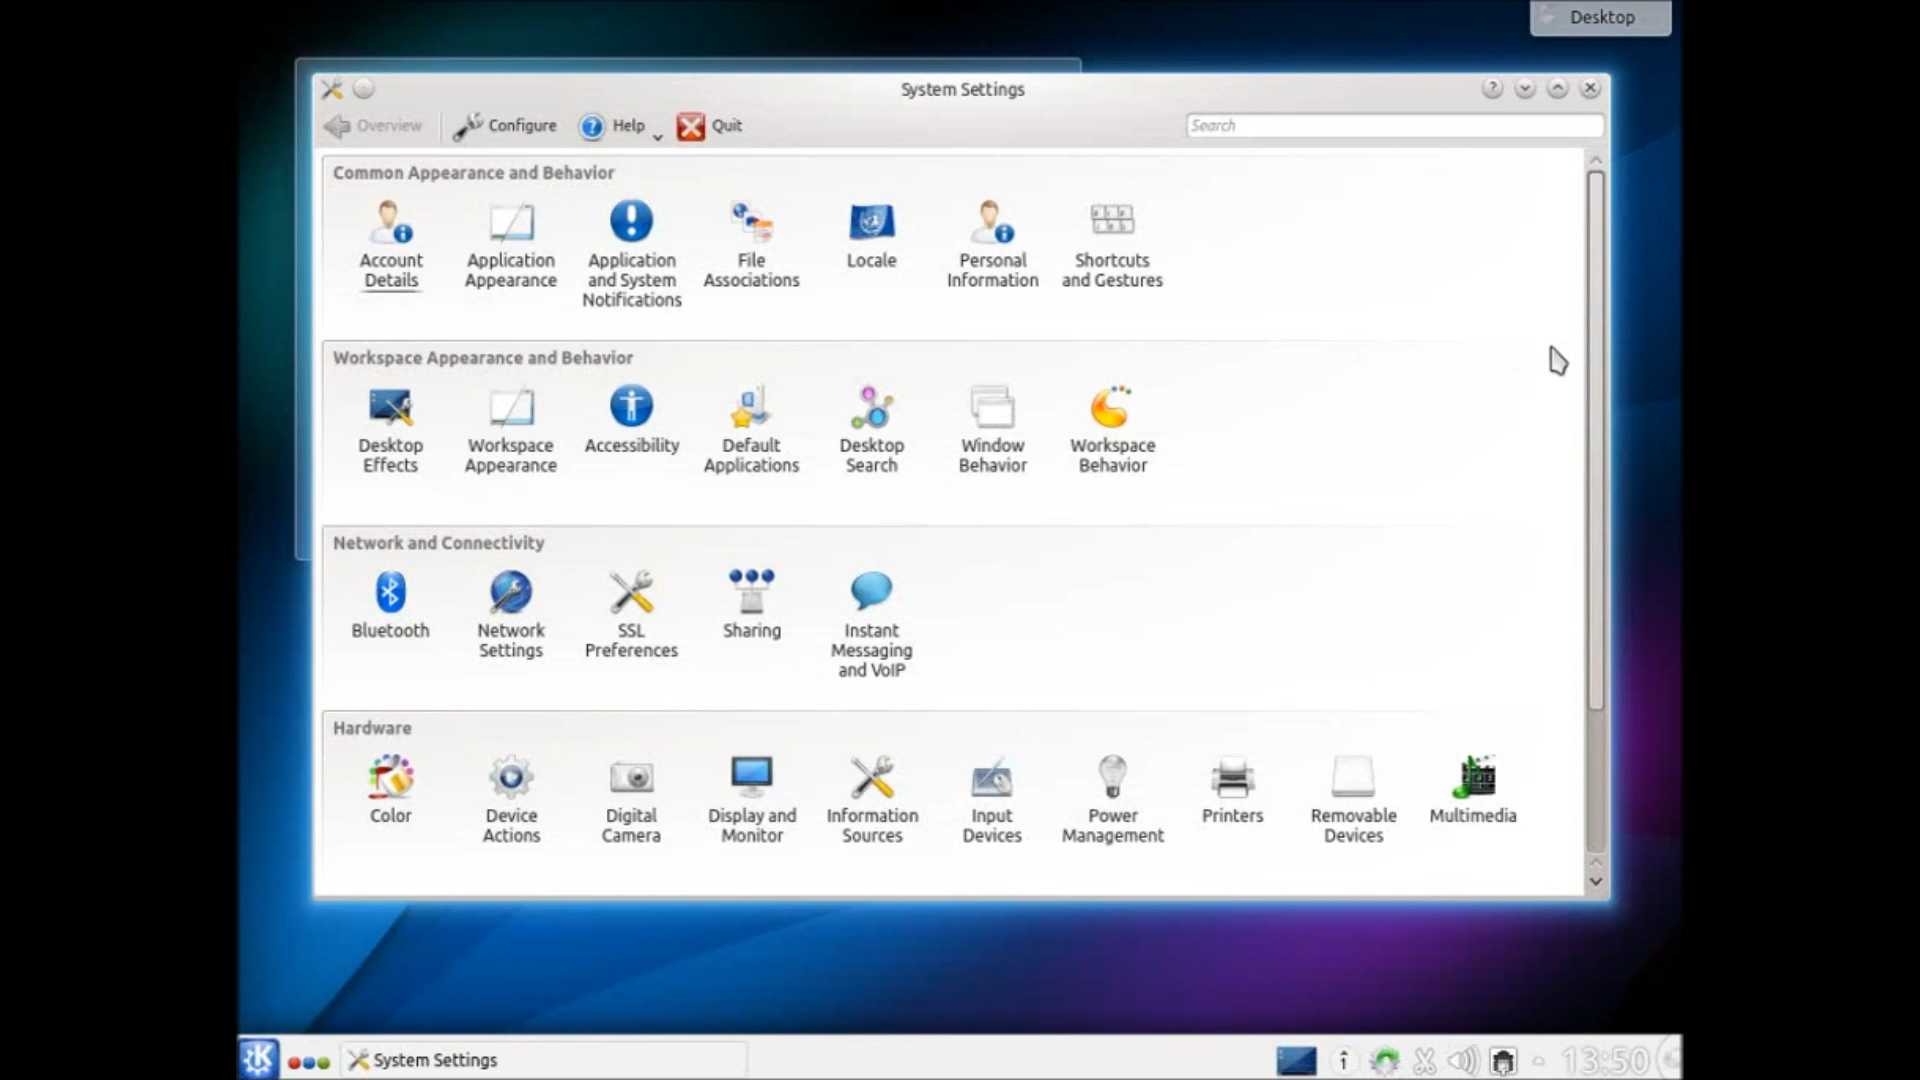 Desktop
System Settings
Overview
Configure
Help
Quit
Search
Common Appearance and Behavior
Account Details
Application Appearance
Application and System Notifications
File Associations
Locale
Personal Information
Shortcuts and Gestures
Workspace Appearance and Behavior
Desktop Effects
Workspace Appearance
Accessibility
Default Applications
Desktop Search
Window Behavior
Workspace Behavior
Network and Connectivity
Bluetooth
Network Settings
SSL Preferences
Sharing
Instant Messaging and VoIP
Hardware
Color
Device Actions
Digital Camera
Display and Monitor
Information Sources
Input Devices
Power Management
Printers
Removable Devices
Multimedia
System Settings
13:50